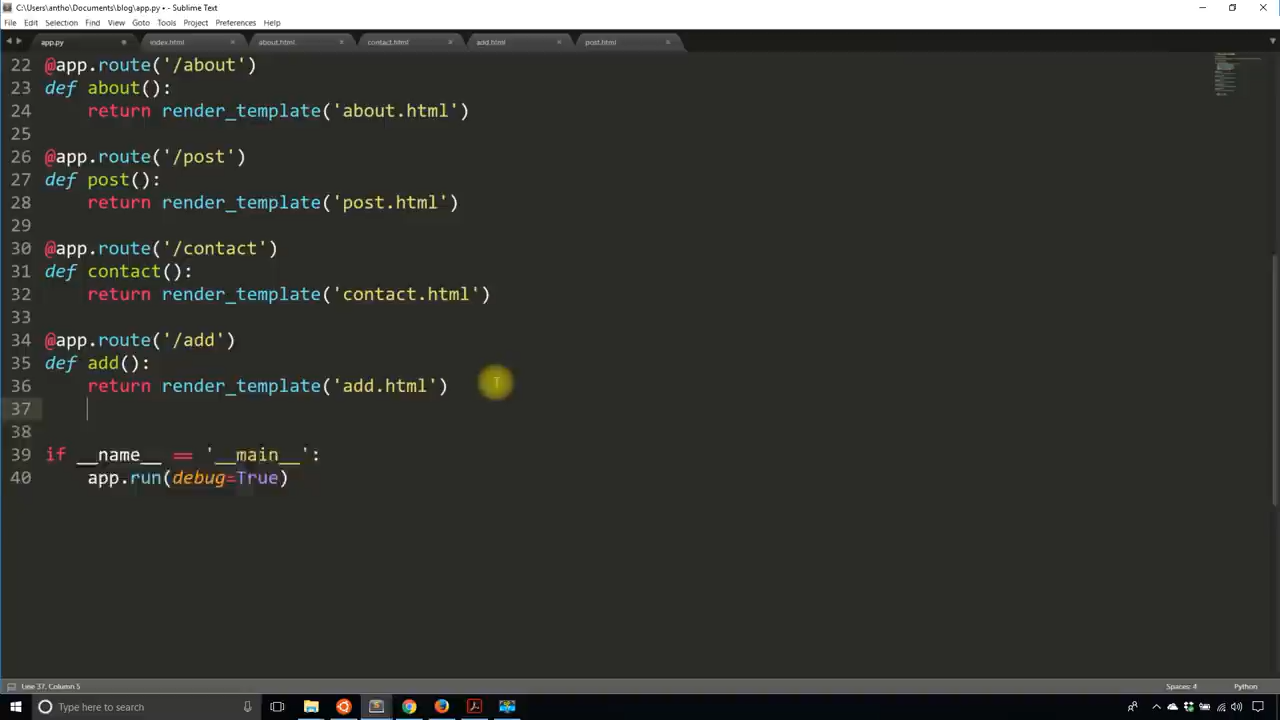 C:\Users\antho\Documents\blog\app.py • - Sublime Text
File Edit Selection Find View Goto Tools Project Preferences Help
app.py index.html about.html contact.html add.html post.html
22 @app.route('/about')
23 def about():
24 return render_template('about.html')
25
26 @app.route('/post')
27 def post():
28 return render_template('post.html')
29
30 @app.route('/contact')
31 def contact():
32 return render_template('contact.html')
33
34 @app.route('/add')
35 def add():
36 return render_template('add.html')
37
38
39 if __name__ == '__main__':
40 app.run(debug=True)
Line 37, Column 5 Spaces: 4 Python
Type here to search